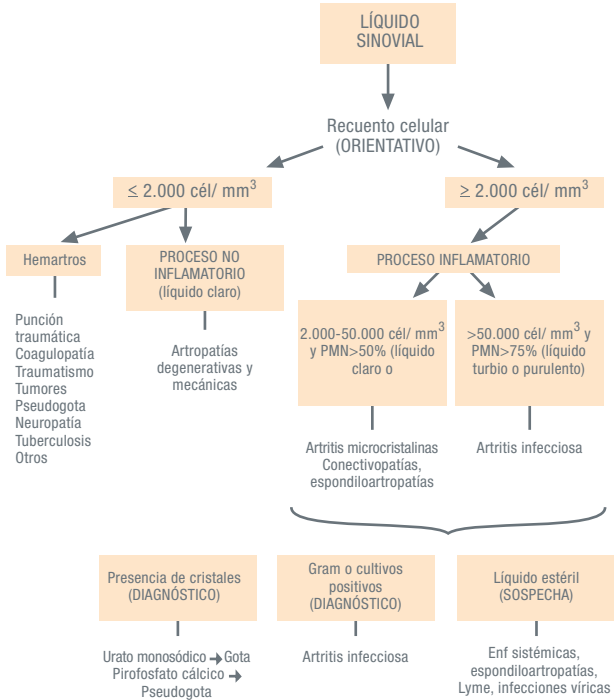 LÍQUIDO
SINOVIAL
Recuento celular
(ORIENTATIVO)
≤ 2.000 cél/ mm³
≥ 2.000 cél/ mm³
Hemartros
PROCESO NO
INFLAMATORIO
(líquido claro)
PROCESO INFLAMATORIO
Punción
traumática
Coagulopatía
Traumatismo
Tumores
Pseudogota
Neuropatía
Tuberculosis
Otros
Artropatías
degenerativas y
mecánicas
2.000-50.000 cél/ mm³
y PMN>50% (líquido
claro o
>50.000 cél/ mm³ y
PMN>75% (líquido
turbio o purulento)
Artritis microcristalinas
Conectivopatías,
espondiloartropatías
Artritis infecciosa
Presencia de cristales
(DIAGNÓSTICO)
Gram o cultivos
positivos
(DIAGNÓSTICO)
Líquido estéril
(SOSPECHA)
Urato monosódico → Gota
Pirofosfato cálcico →
Pseudogota
Artritis infecciosa
Enf sistémicas,
espondiloartropatías,
Lyme, infecciones víricas